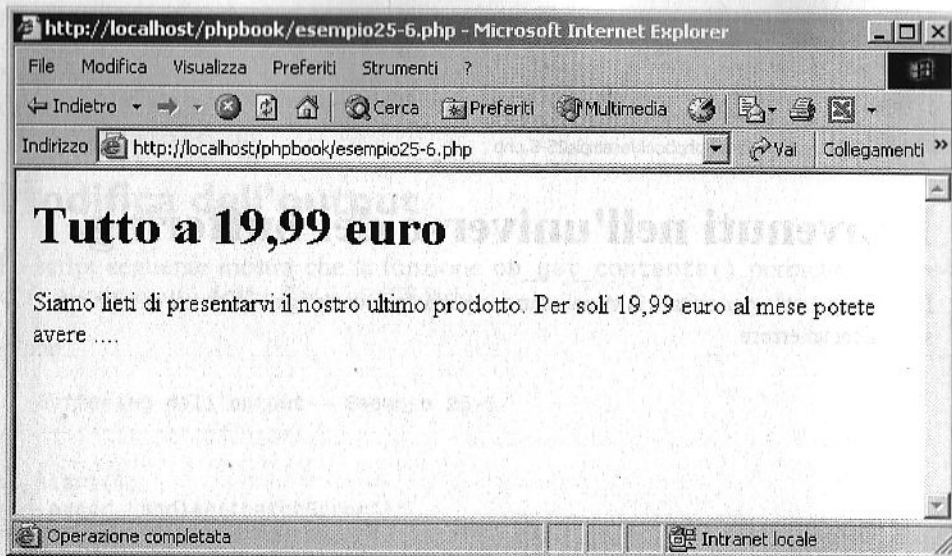 http://localhost/phpbook/esempio25-6.php - Microsoft Internet Explorer
File Modifica Visualizza Preferiti Strumenti ?
Indietro Cerca Preferiti Multimedia
Indirizzo http://localhost/phpbook/esempio25-6.php Vai Collegamenti »
Tutto a 19,99 euro
Siamo lieti di presentarvi il nostro ultimo prodotto. Per soli 19,99 euro al mese potete
avere ....
Operazione completata Intranet locale